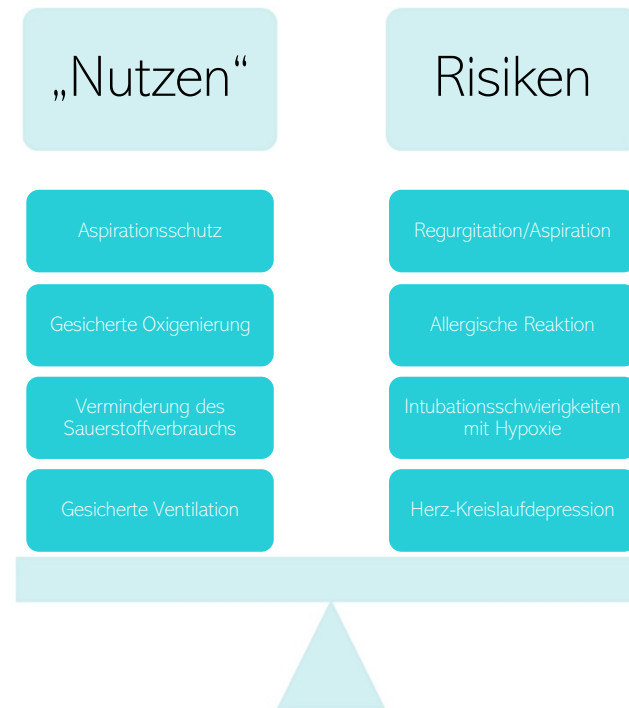 „Nutzen“
Risiken
Aspirationsschutz
Gesicherte Oxigenierung
Verminderung des
Sauerstoffverbrauchs
Gesicherte Ventilation
Regurgitation/Aspiration
Allergische Reaktion
Intubationsschwierigkeiten
mit Hypoxie
Herz-Kreislaufdepression